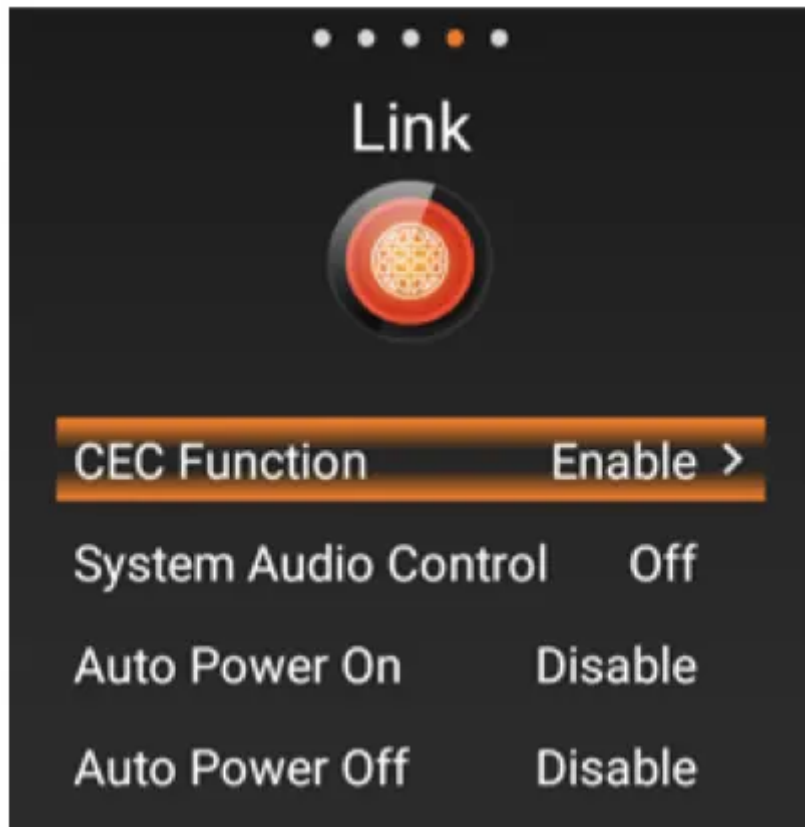 Link
CEC Function Enable >
System Audio Control Off
Auto Power On Disable
Auto Power Off Disable